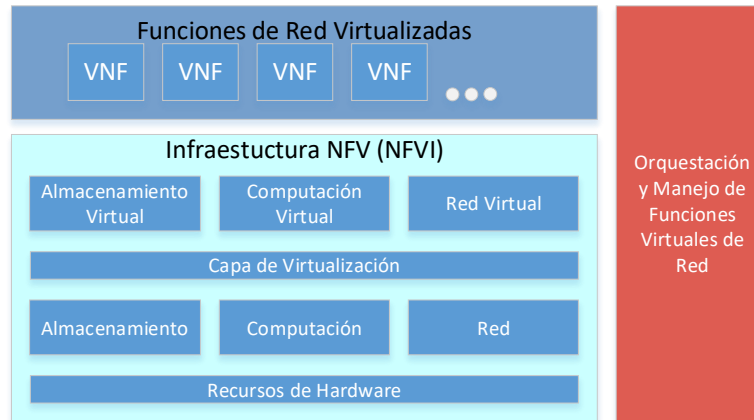 Funciones de Red Virtualizadas
VNF VNF VNF VNF
Infraestuctura NFV (NFVI)
Almacenamiento
Virtual
Computación
Virtual
Red Virtual
Capa de Virtualización
Almacenamiento
Computación
Red
Recursos de Hardware
Orquestación
y Manejo de
Funciones
Virtuales de
Red